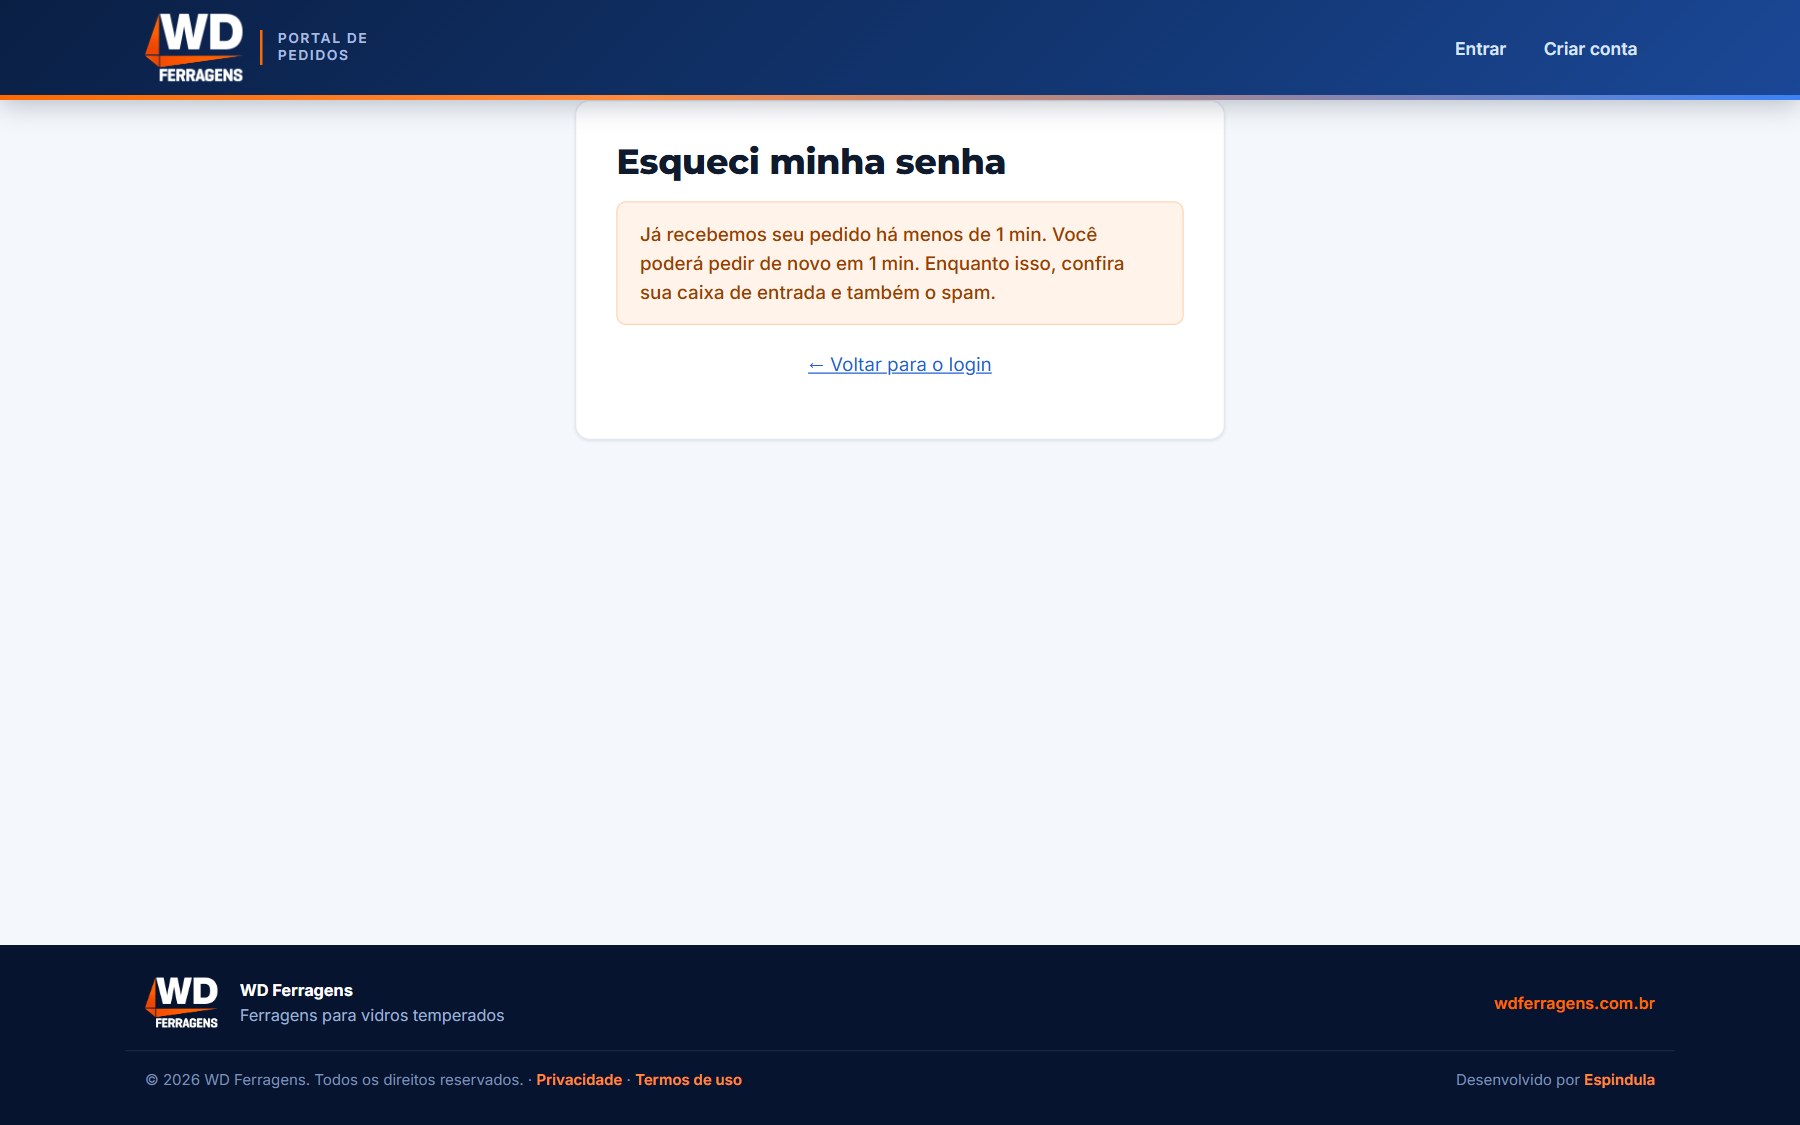 WD
FERRAGENS
PORTAL DE
PEDIDOS
Entrar
Criar conta
Esqueci minha senha
Já recebemos seu pedido há menos de 1 min. Você
poderá pedir de novo em 1 min. Enquanto isso, confira
sua caixa de entrada e também o spam.
← Voltar para o login
WD
FERRAGENS
WD Ferragens
Ferragens para vidros temperados
wdferragens.com.br
© 2026 WD Ferragens. Todos os direitos reservados. · Privacidade · Termos de uso
Desenvolvido por Espindula